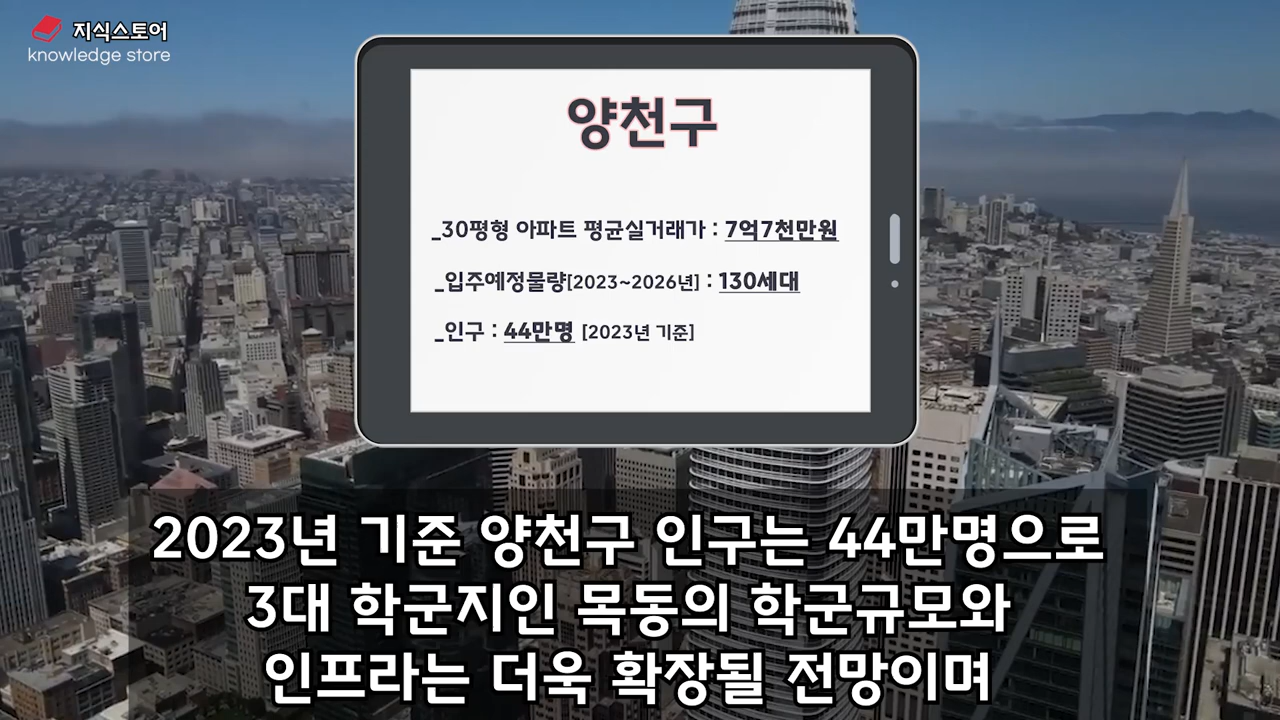 지식스토어
knowledge store
양천구
_30평형 아파트 평균실거래가 : 7억7천만원
_입주예정물량[2023~2026년] : 130세대
_인구 : 44만명 [2023년 기준]
2023년 기준 양천구 인구는 44만명으로
3대 학군지인 목동의 학군규모와
인프라는 더욱 확장될 전망이며